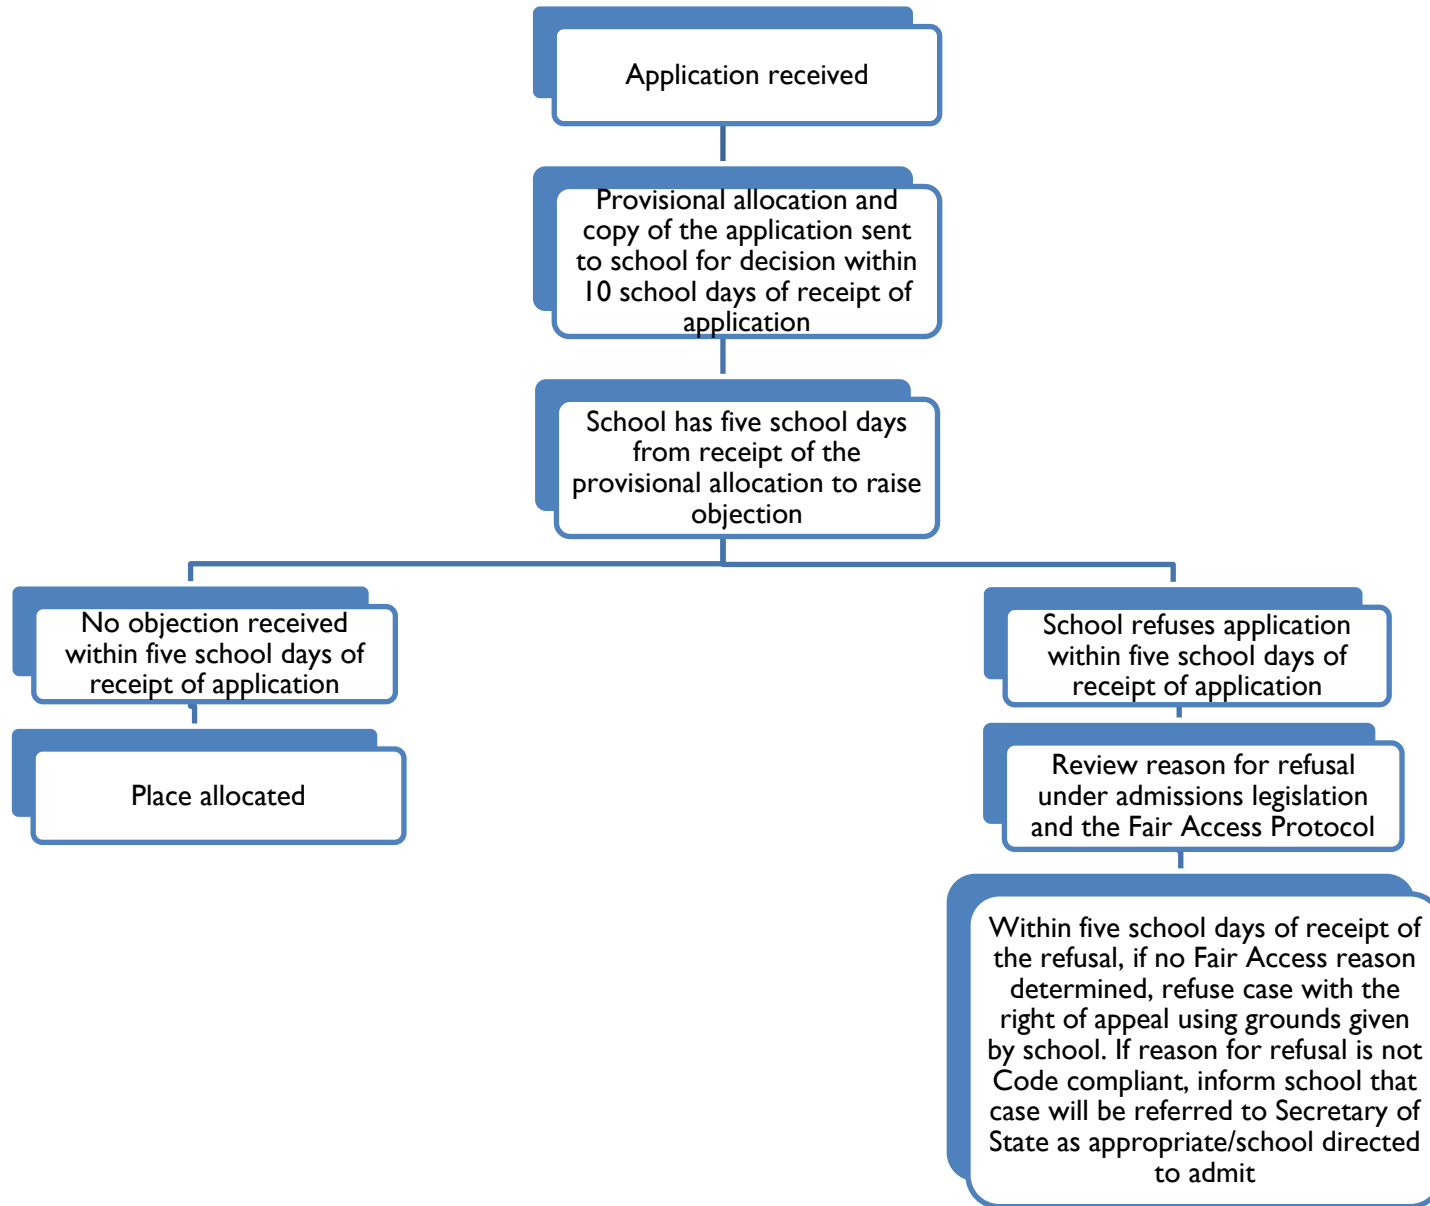 Application received
Provisional allocation and
copy of the application sent
to school for decision within
10 school days of receipt of
application
School has five school days
from receipt of the
provisional allocation to raise
objection
No objection received
within five school days of
receipt of application
Place allocated
School refuses application
within five school days of
receipt of application
Review reason for refusal
under admissions legislation
and the Fair Access Protocol
Within five school days of receipt of
the refusal, if no Fair Access reason
determined, refuse case with the
right of appeal using grounds given
by school. If reason for refusal is not
Code compliant, inform school that
case will be referred to Secretary of
State as appropriate/school directed
to admit